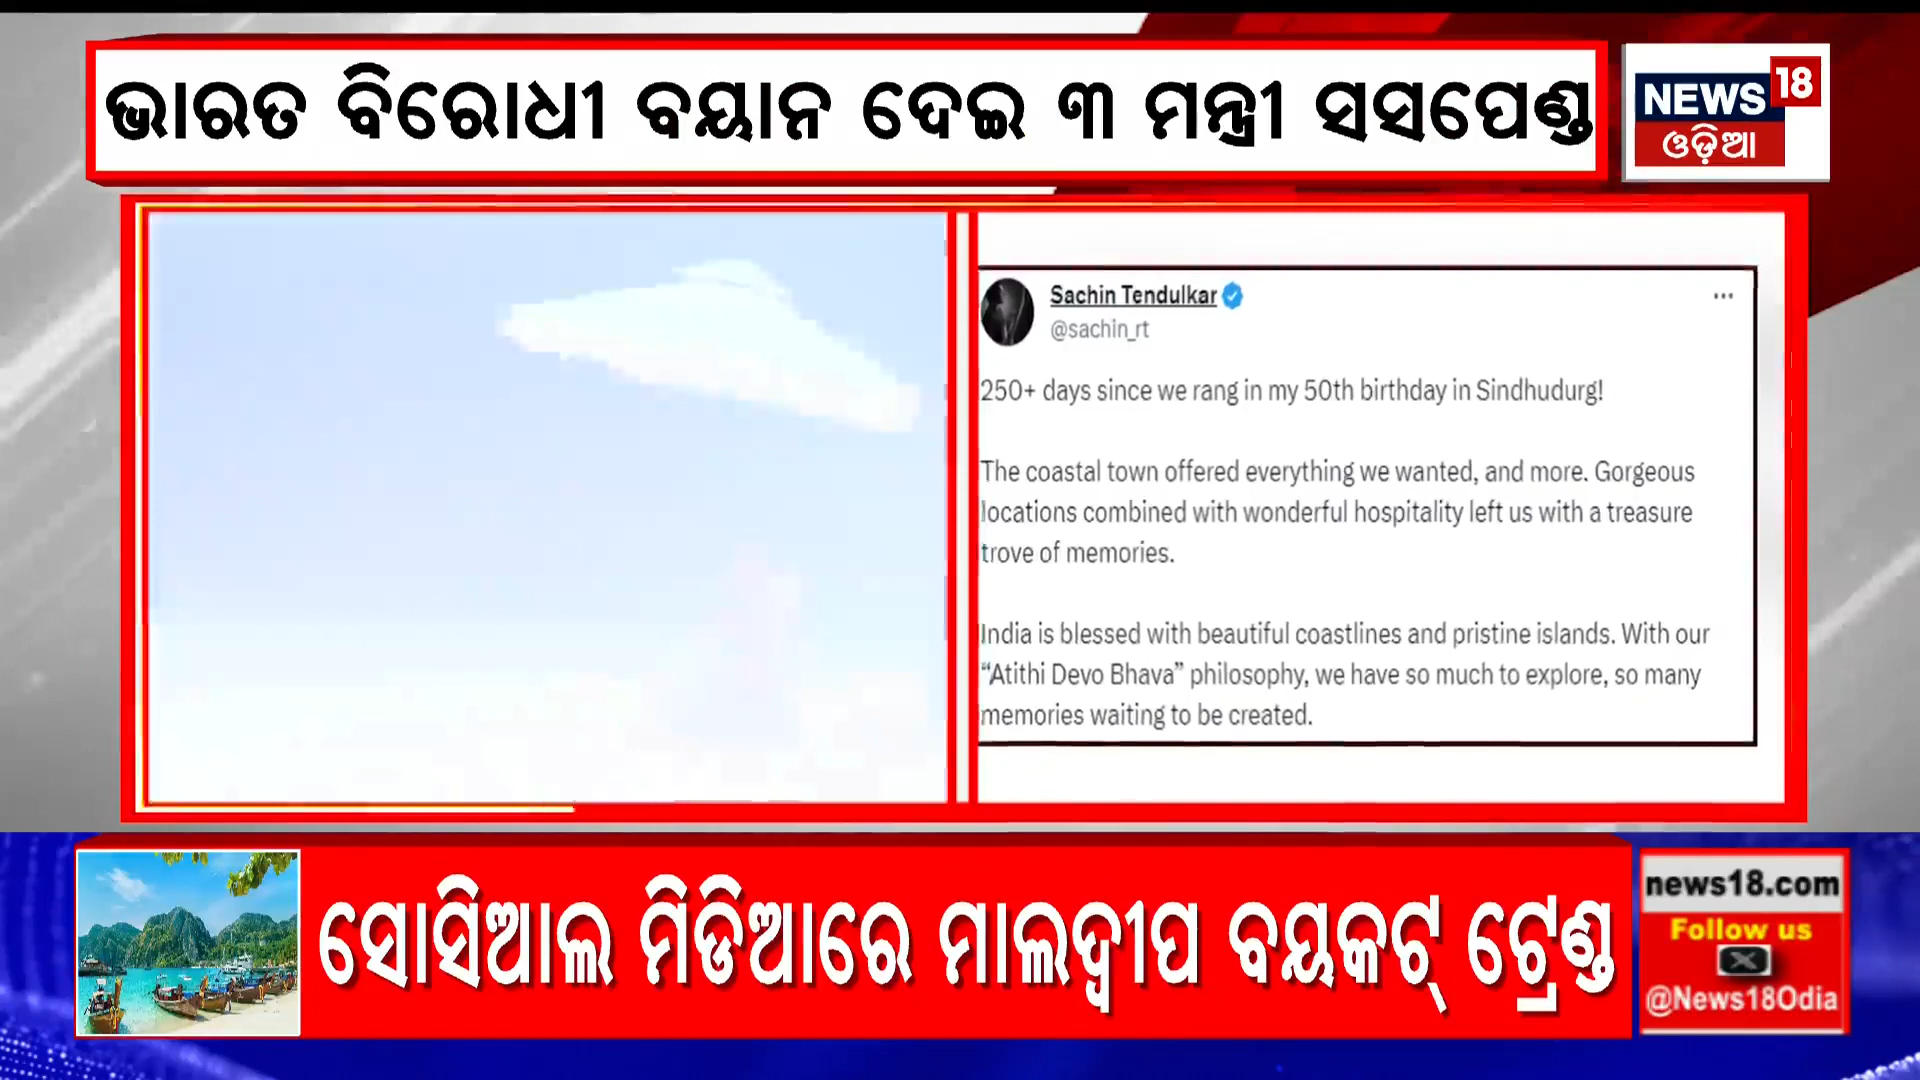 ଭାରତ ବିରୋଧୀ ବୟାନ ଦେଇ ୩ ମନ୍ତ୍ରୀ ସସପେଣ୍ଡ
NEWS 18
ଓଡ଼ିଆ
Sachin Tendulkar
@sachin_rt
250+ days since we rang in my 50th birthday in Sindhudurg!
The coastal town offered everything we wanted, and more. Gorgeous
locations combined with wonderful hospitality left us with a treasure
trove of memories.
India is blessed with beautiful coastlines and pristine islands. With our
“Atithi Devo Bhava” philosophy, we have so much to explore, so many
memories waiting to be created.
ସୋସିଆଲ ମିଡିଆରେ ମାଲଦ୍ୱୀପ ବୟକଟ୍ ଟ୍ରେଣ୍ଡ
news18.com
Follow us
X
@News18Odia